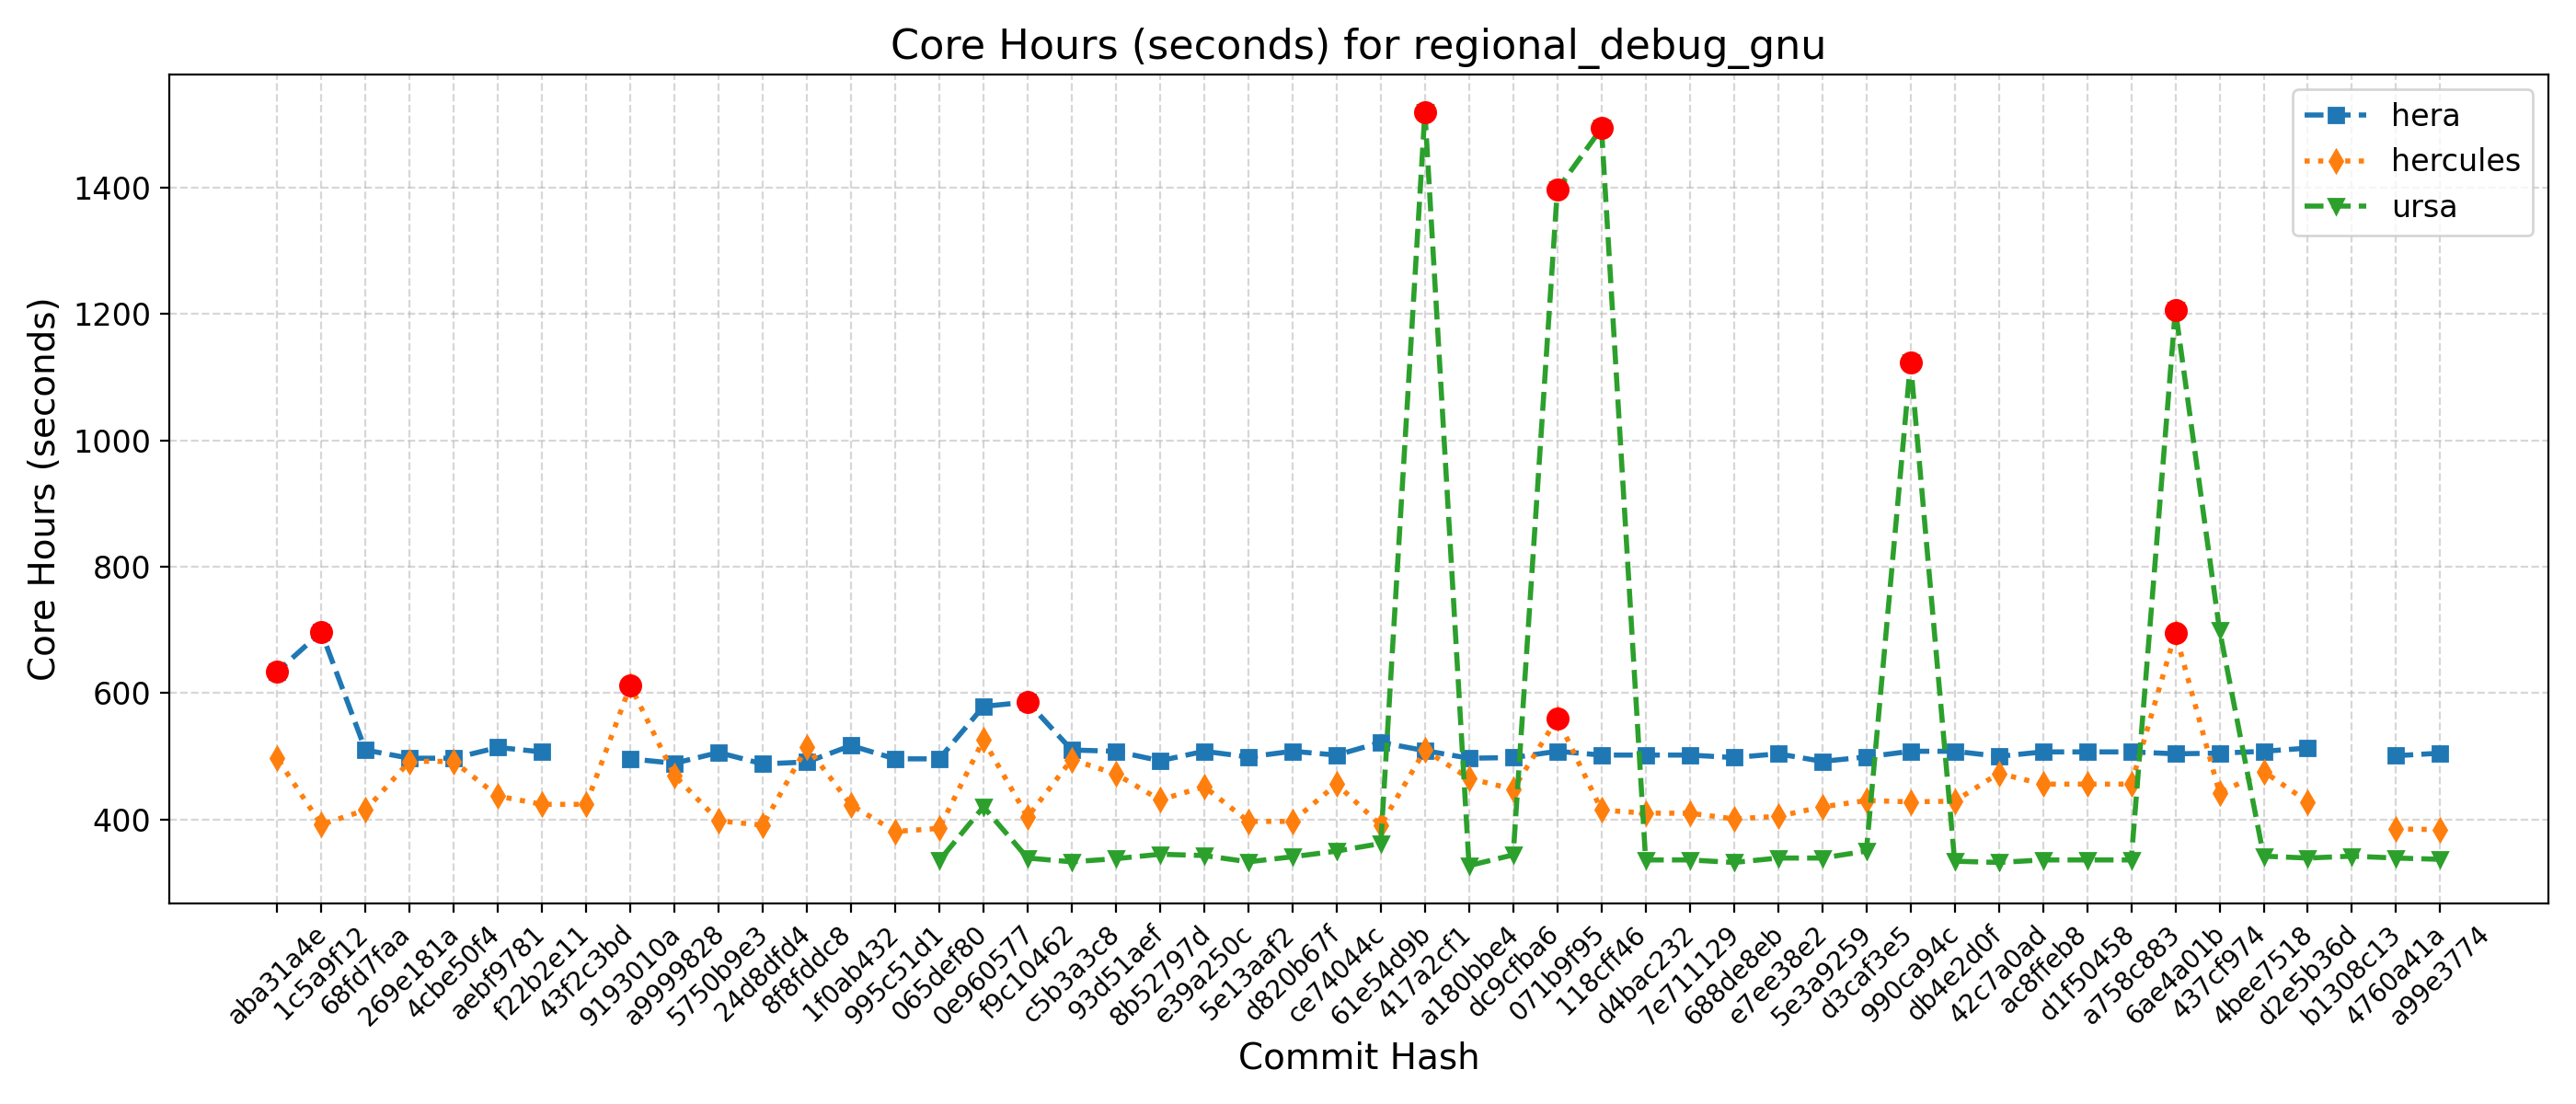 Core Hours (seconds) for regional_debug_gnu
hera
hercules
ursa
Core Hours (seconds)
1400
1200
1000
800
600
400
aba31a4e
1c5a9f12
68fd7faa
269e181a
4cbe50f4
aebf9781
f22b2e11
43f2c3bd
9193010a
a9999828
5750b9e3
24d8dfd4
8f8fddc8
1f0ab432
995c51d1
065def80
0e960577
f9c10462
c5b3a3c8
93d51aef
8b52797d
e39a250c
5e13aaf2
d820b67f
ce74044c
61e54d9b
417a2cf1
a180bbe4
dc9cfba6
071b9f95
118cff46
d4bac232
7e711129
688de8eb
e7ee38e2
5e3a9259
d3caf3e5
990ca94c
db4e2d0f
42c7a0ad
ac8ffeb8
d1f50458
a758c883
6ae4a01b
437cf974
4bee7518
d2e5b36d
b1308c13
4760a41a
a99e3774
Commit Hash